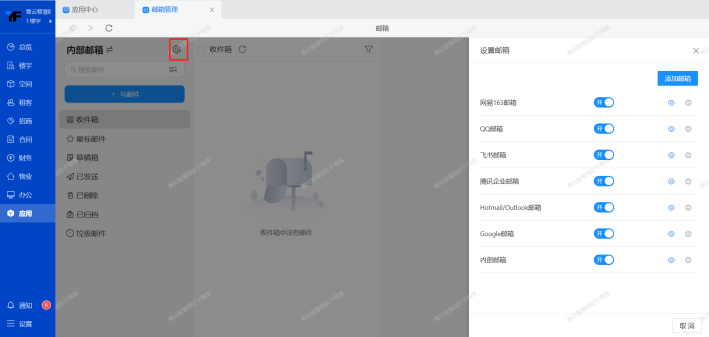 应用中心
邮箱管理
邮箱
1楼宇
总览
楼宇
空间
租客
招商
合同
财务
物业
办公
应用
通知
6
设置
内部邮箱
搜索邮件
+ 写邮件
收件箱
星标邮件
草稿箱
已发送
已删除
已归档
垃圾邮件
收件箱
收件箱中没有邮件
设置邮箱
添加邮箱
网易163邮箱
开
QQ邮箱
开
飞书邮箱
开
腾讯企业邮箱
开
Hotmail/Outlook邮箱
开
Google邮箱
开
内部邮箱
开
取消